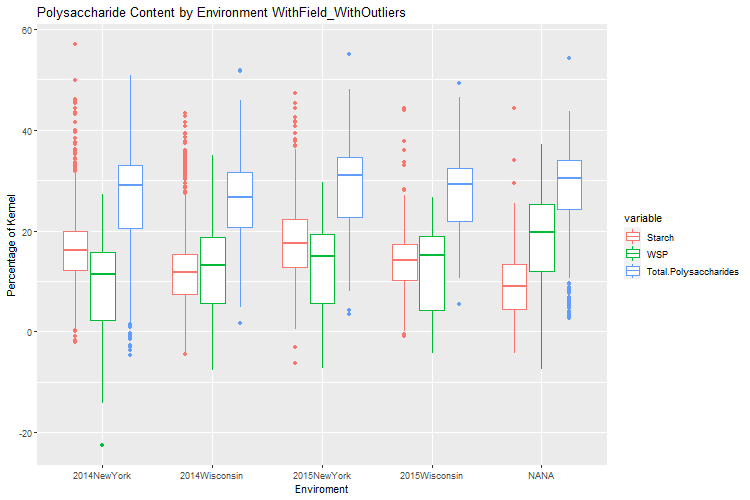 Polysaccharide Content by Environment WithField_WithOutliers
60
40
20
0
-20
Percentage of Kernel
2014NewYork
2014Wisconsin
2015NewYork
2015Wisconsin
NANA
Enviroment
variable
Starch
WSP
Total.Polysaccharides